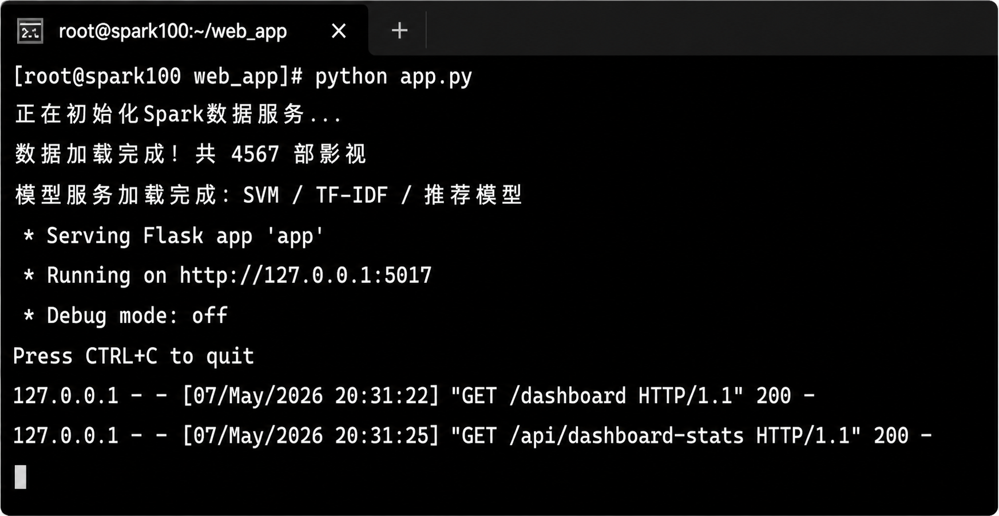 root@spark100:~/web_app
[root@spark100 web_app]# python app.py
正在初始化Spark数据服务...
数据加载完成！共 4567 部影视
模型服务加载完成：SVM / TF-IDF / 推荐模型
* Serving Flask app 'app'
* Running on http://127.0.0.1:5017
* Debug mode: off
Press CTRL+C to quit
127.0.0.1 - - [07/May/2026 20:31:22] "GET /dashboard HTTP/1.1" 200 -
127.0.0.1 - - [07/May/2026 20:31:25] "GET /api/dashboard-stats HTTP/1.1" 200 -